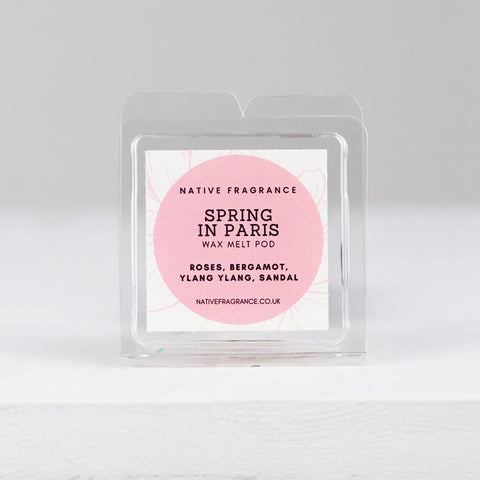 NATIVE FRAGRANCE
SPRING
IN PARIS
WAX MELT POD
ROSES, BERGAMOT,
YLANG YLANG, SANDAL
NATIVEFRAGRANCE.CO.UK